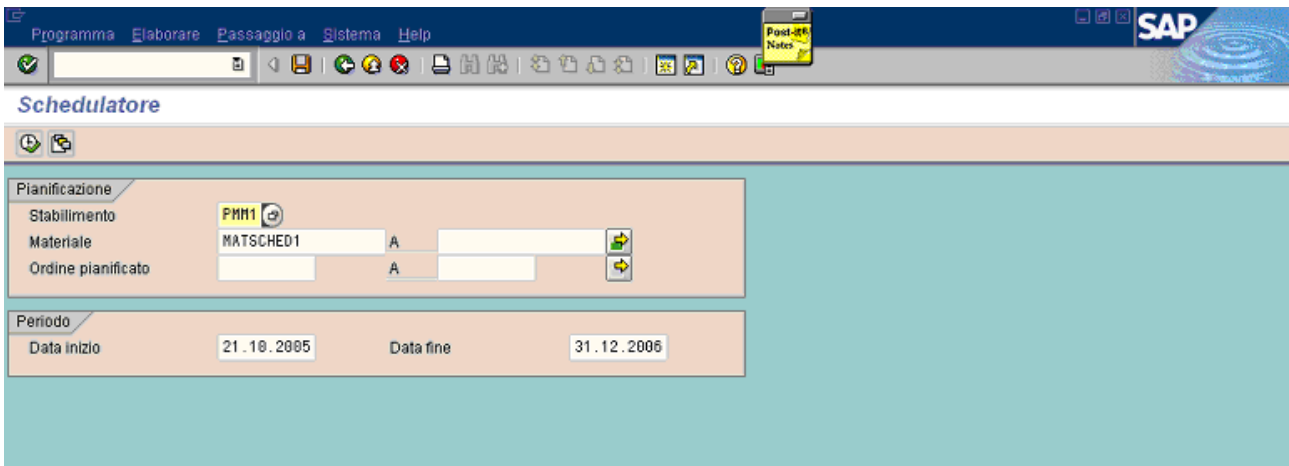 SAP
Programma Elaborare Passaggio a Sistema Help
Post-it®
Notes
Schedulatore
Pianificazione
Stabilimento PMM1
Materiale MATSCHED1 A
Ordine pianificato A
Periodo
Data inizio 21.10.2005 Data fine 31.12.2006